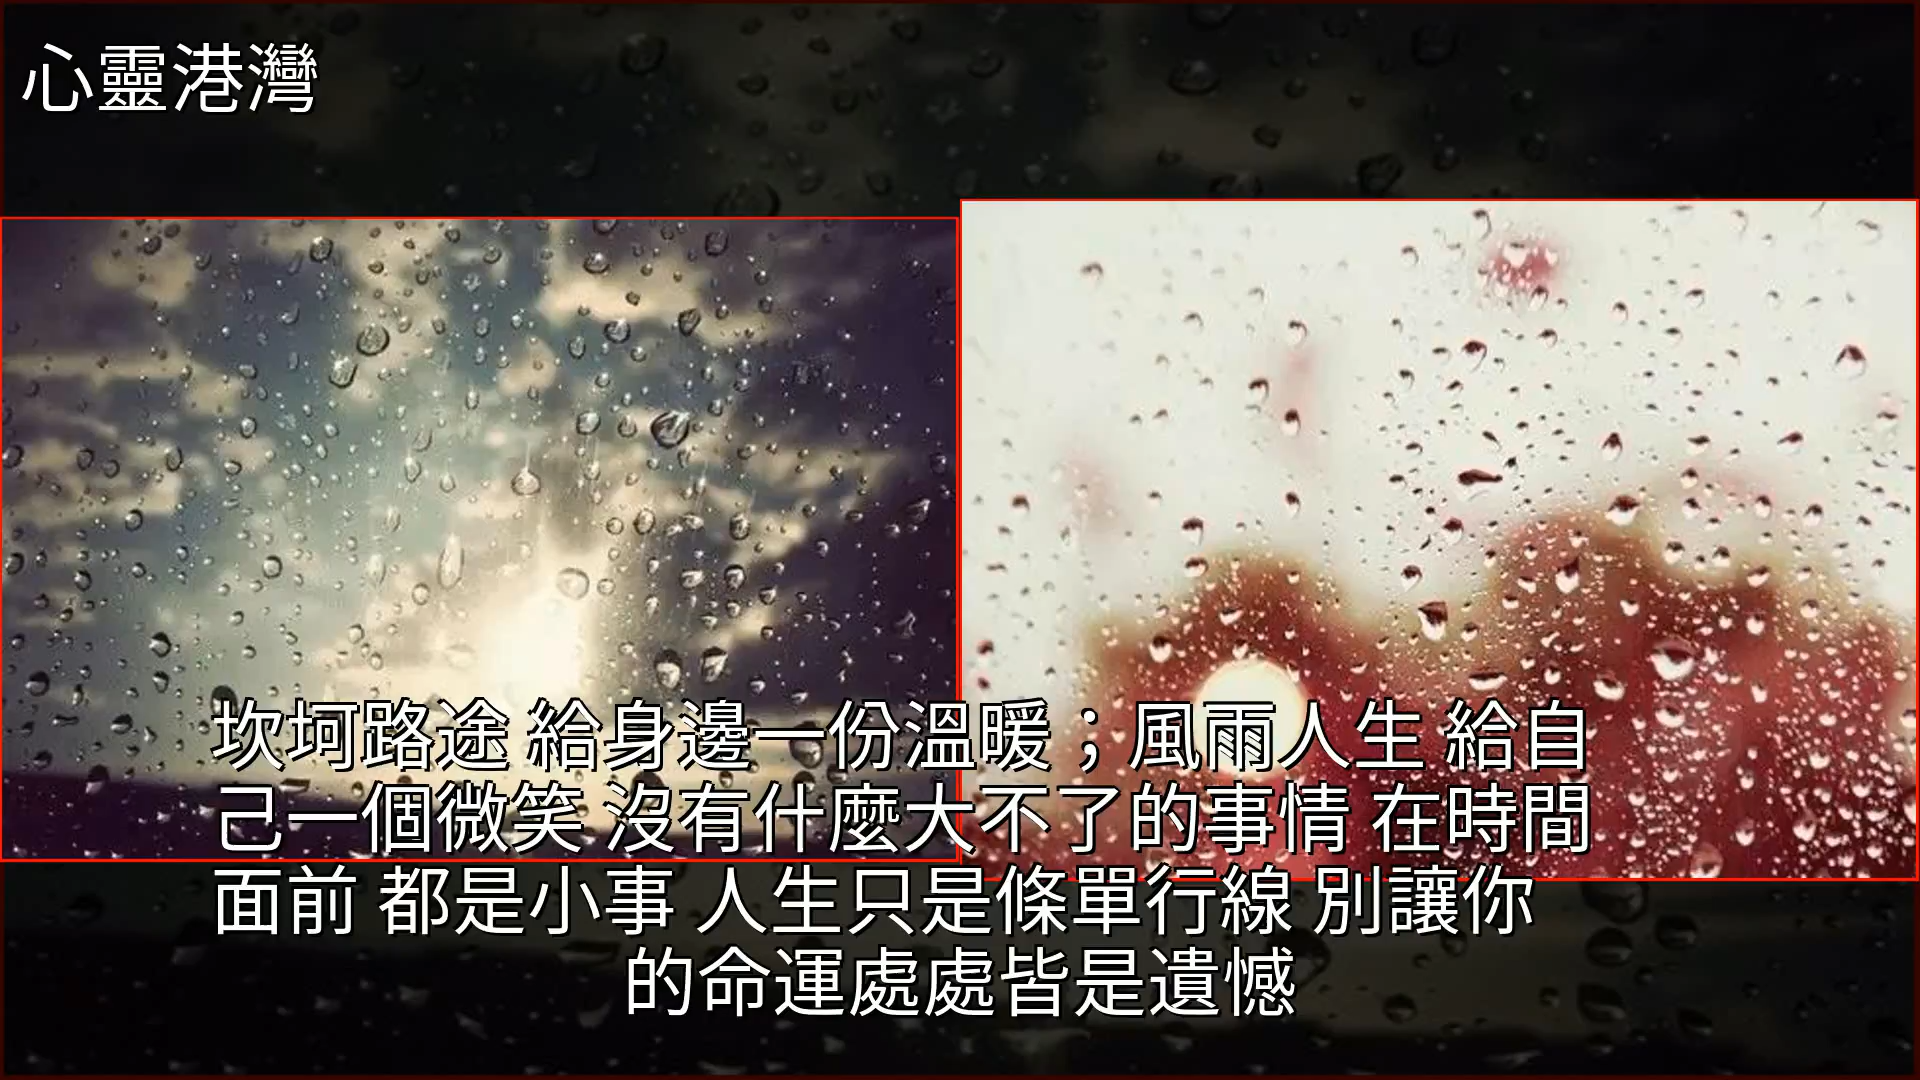 心靈港灣
坎坷路途 給身邊一份溫暖；風雨人生 給自
己一個微笑 沒有什麼大不了的事情 在時間
面前 都是小事 人生只是條單行線 別讓你
的命運處處皆是遺憾